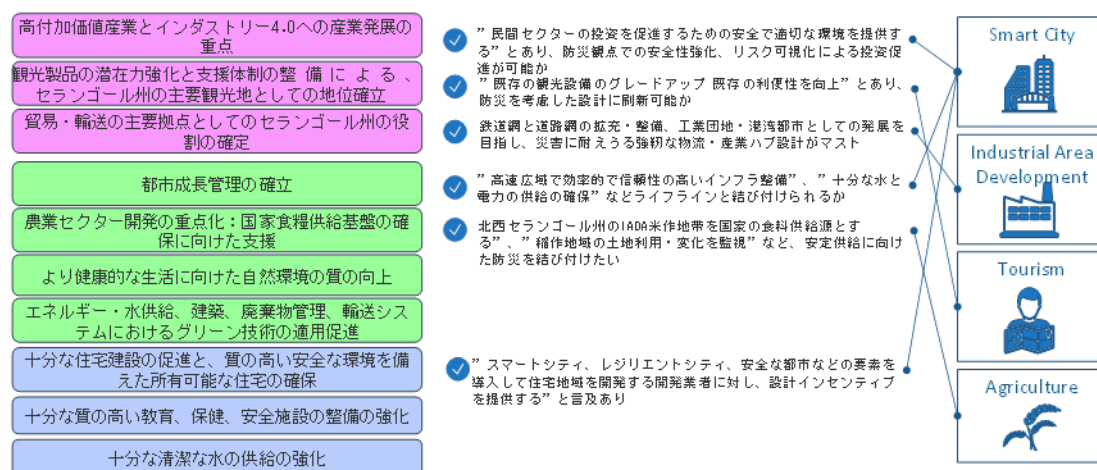 高付加価値産業とインダストリー4.0への産業発展の
重点
観光製品の潜在力強化と支援体制の整 備 に よ る 、
セランゴール州の主要観光地としての地位確立
貿易・輸送の主要拠点としてのセランゴール州の役
割の確定
都市成長管理の確立
農業セクター開発の重点化：国家食糧供給基盤の確
保に向けた支援
より健康的な生活に向けた自然環境の質の向上
エネルギー・水供給、建築、廃棄物管理、輸送シス
テムにおけるグリーン技術の適用促進
十分な住宅建設の促進と、質の高い安全な環境を備
えた所有可能な住宅の確保
十分な質の高い教育、保健、安全施設の整備の強化
十分な清潔な水の供給の強化
”民間セクターの投資を促進するための安全で適切な環境を提供す
る”とあり、防災観点での安全性強化、リスク可視化による投資促
進が可能か
”既存の観光設備のグレードアップ 既存の利便性を向上”とあり、
防災を考慮した設計に刷新可能か
鉄道網と道路網の拡充・整備、工業団地・港湾都市としての発展を
目指し、災害に耐えうる強靭な物流・産業ハブ設計がマスト
”高速広域で効率的で信頼性の高いインフラ整備”、”十分な水と
電力の供給の確保”などライフラインと結び付けられるか
北西セランゴール州のIADA米作地帯を国家の食料供給源とす
る”、”稲作地域の土地利用・変化を監視”など、安定供給に向け
た防災を結び付けたい
”スマートシティ、レジリエントシティ、安全な都市などの要素を
導入して住宅地域を開発する開発業者に対し、設計インセンティブ
を提供する”と言及あり
Smart City
Industrial Area
Development
Tourism
Agriculture